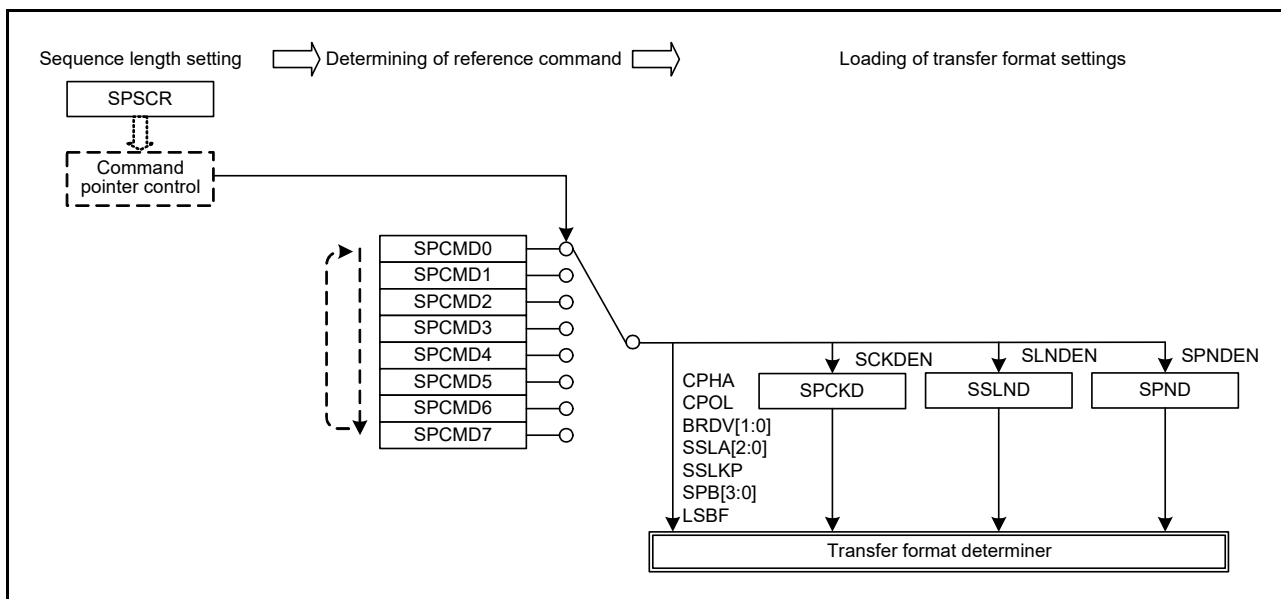 Sequence length setting
Determining of reference command
Loading of transfer format settings
SPSCR
Command
pointer control
SPCMD0
SPCMD1
SPCMD2
SPCMD3
SPCMD4
SPCMD5
SPCMD6
SPCMD7
CPHA
CPOL
BRDV[1:0]
SSLA[2:0]
SSLKP
SPB[3:0]
LSBF
SCKDEN
SPCKD
SLNDEN
SSLND
SPNDEN
SPND
Transfer format determiner